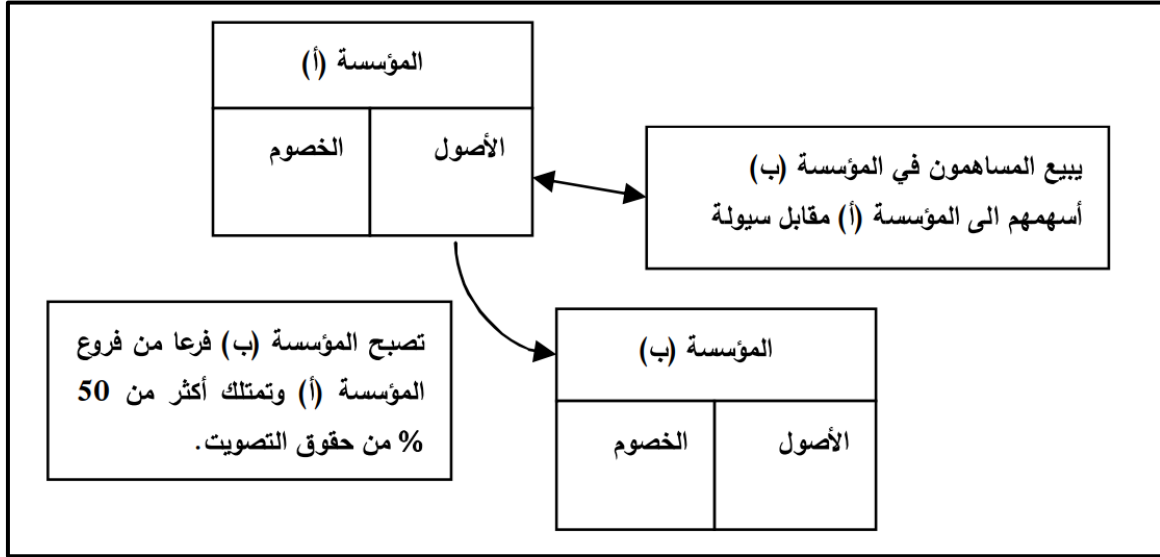 المؤسسة (أ)
الأصول
الخصوم
يبيع المساهمون في المؤسسة (ب)
أسهمهم الى المؤسسة (أ) مقابل سيولة
تصبح المؤسسة (ب) فرعا من فروع
المؤسسة (أ) وتمتلك أكثر من 50
% من حقوق التصويت.
المؤسسة (ب)
الأصول
الخصوم